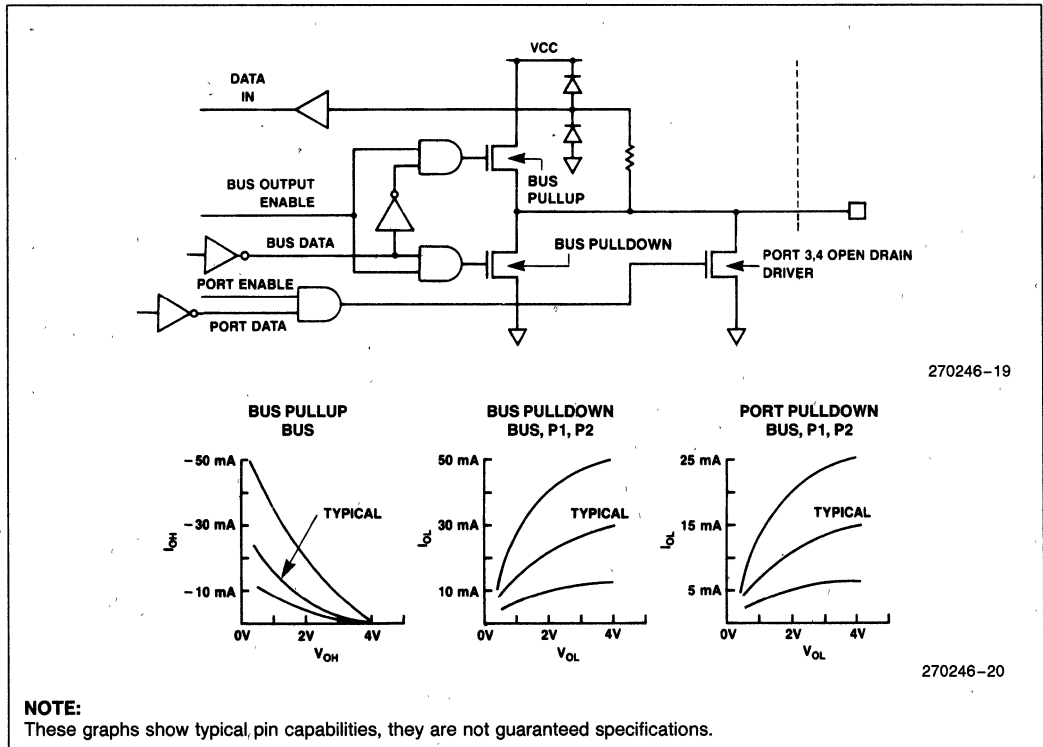 VCC
DATA
IN
BUS
PULLUP
BUS OUTPUT
ENABLE
BUS DATA
BUS PULLDOWN
PORT 3,4 OPEN DRAIN
DRIVER
PORT ENABLE
PORT DATA
270246–19
BUS PULLUP
BUS
– 50 mA
– 30 mA
– 10 mA
IOH
TYPICAL
0V
2V
4V
VOH
BUS PULLDOWN
BUS, P1, P2
50 mA
30 mA
10 mA
IOL
TYPICAL
0V
2V
4V
VOL
PORT PULLDOWN
BUS, P1, P2
25 mA
15 mA
5 mA
IOL
TYPICAL
0V
2V
4V
VOL
270246–20
NOTE:
These graphs show typical pin capabilities, they are not guaranteed specifications.